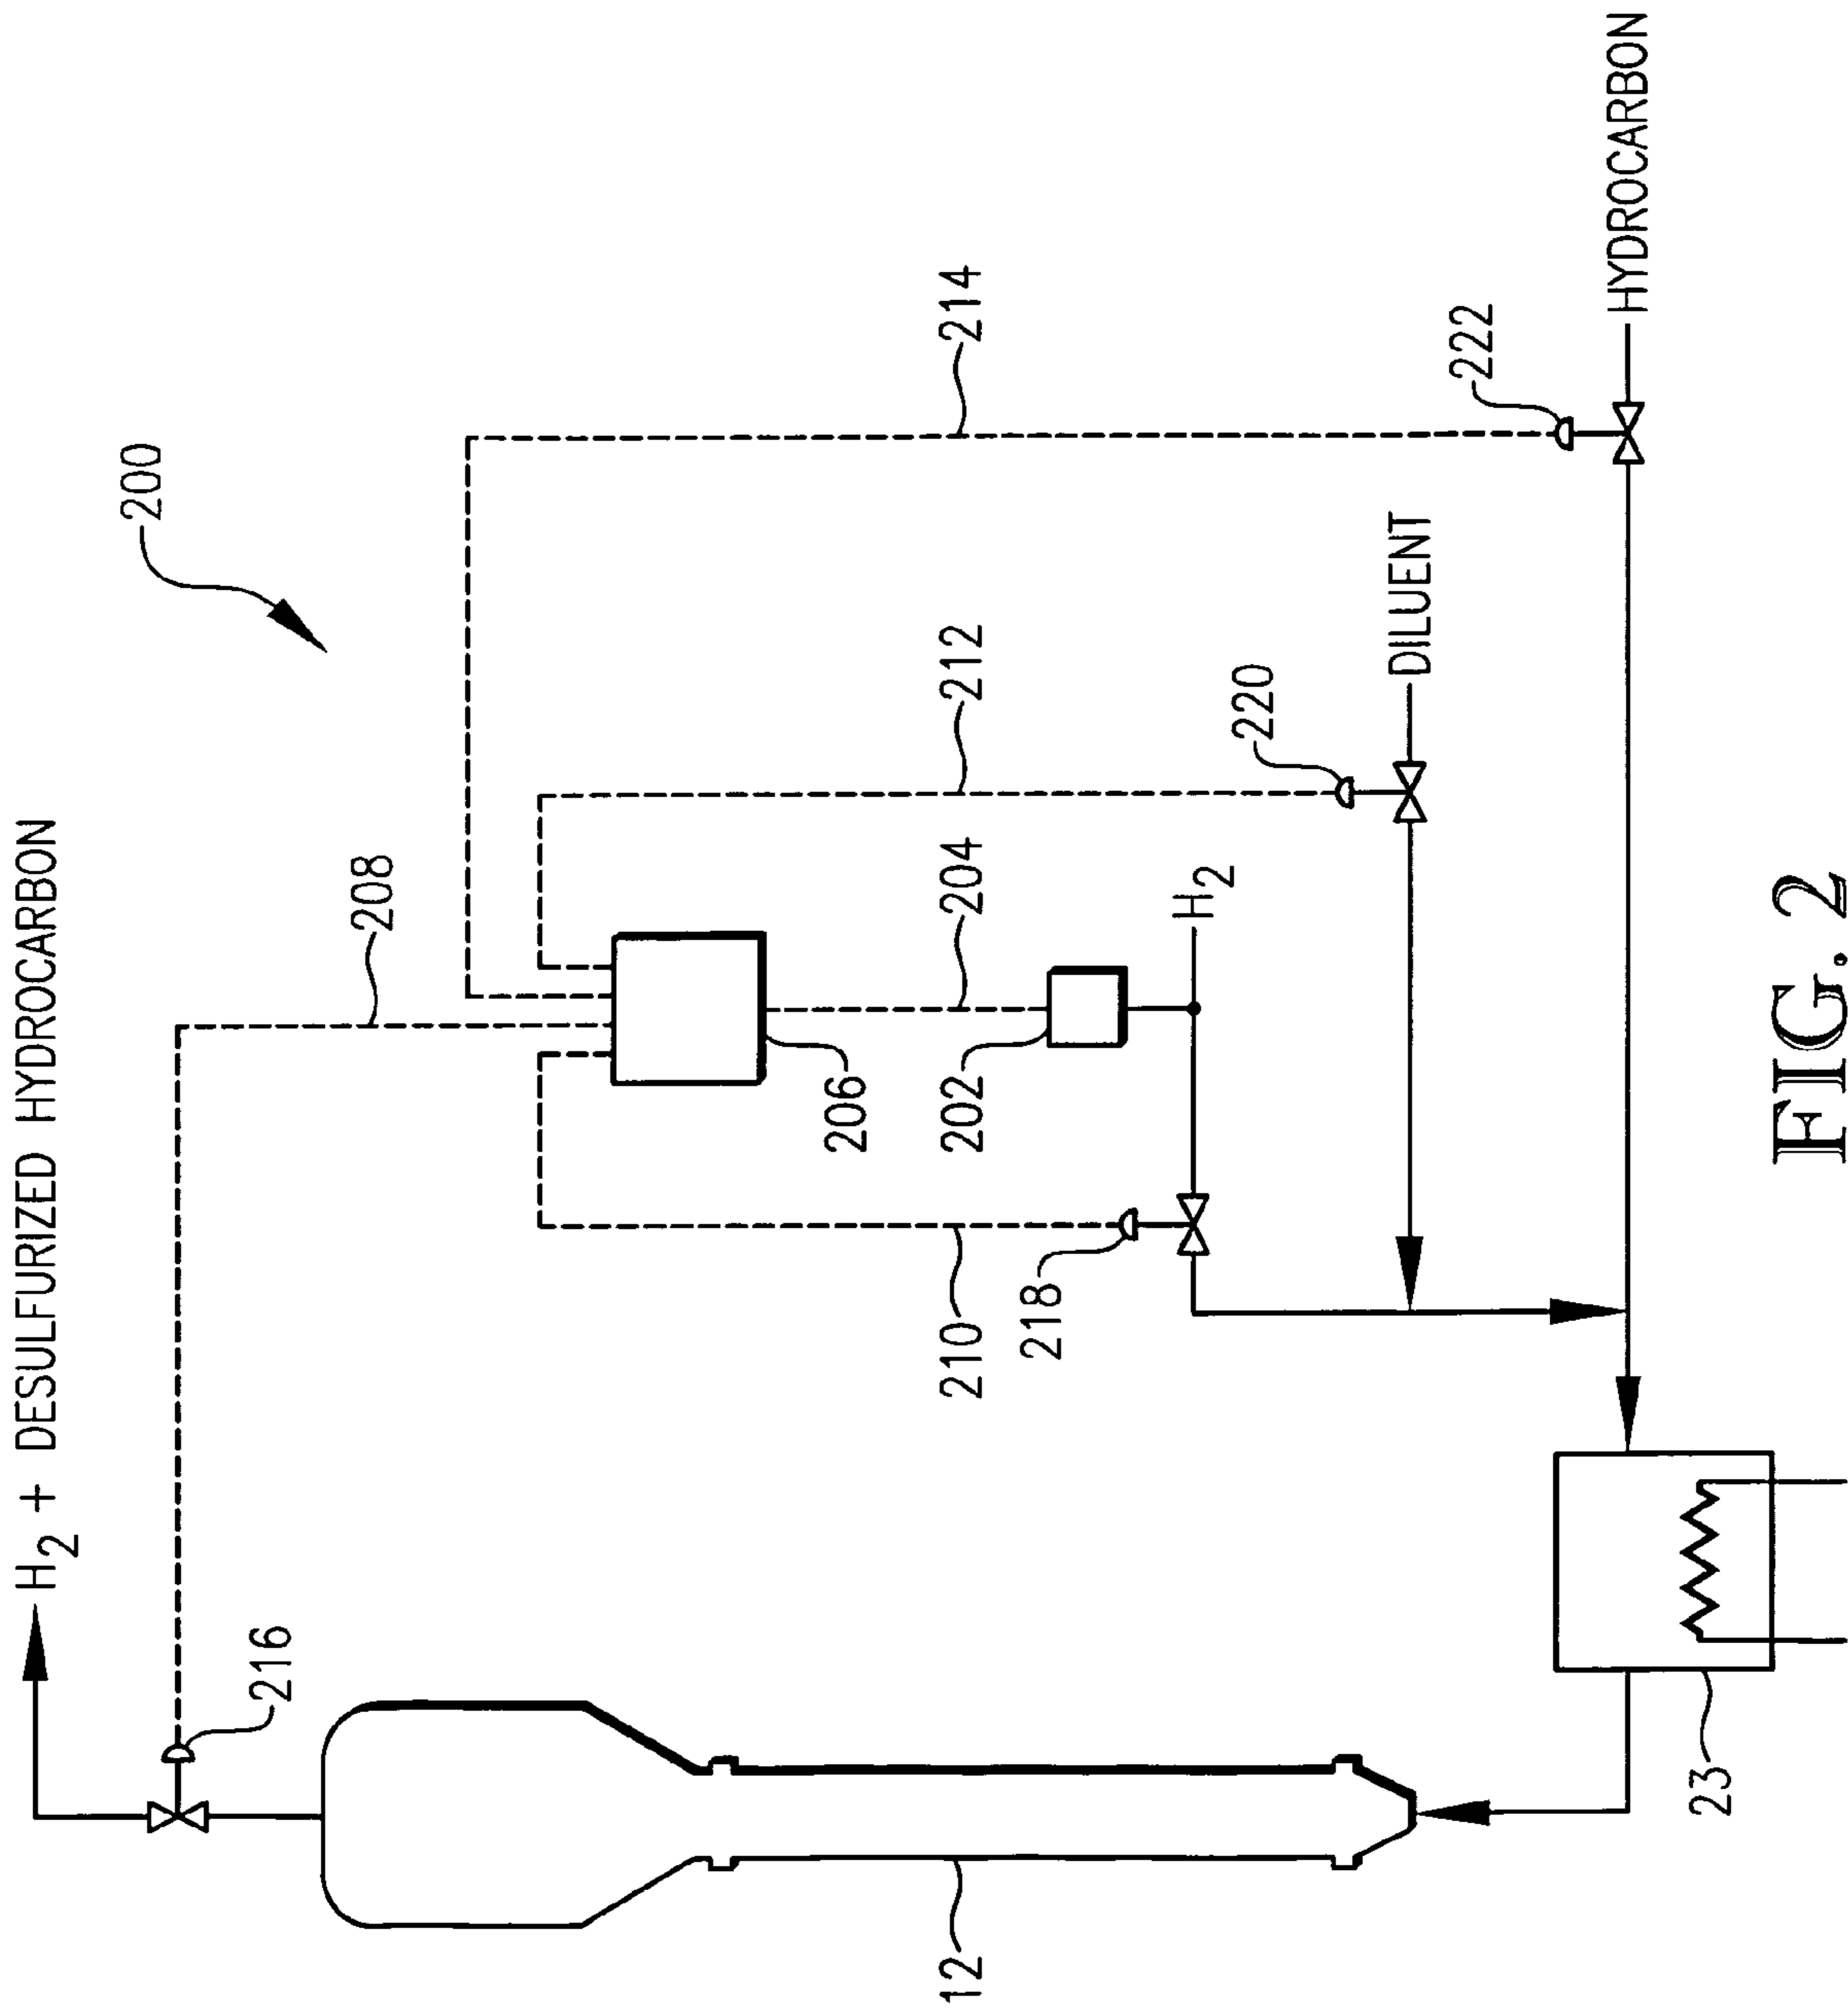 H2 + DESULFURIZED HYDROCARBON
200
208
216
214
212
204
206
202
210
218
220
222
H2
DILUENT
HYDROCARBON
12
23
FIG. 2